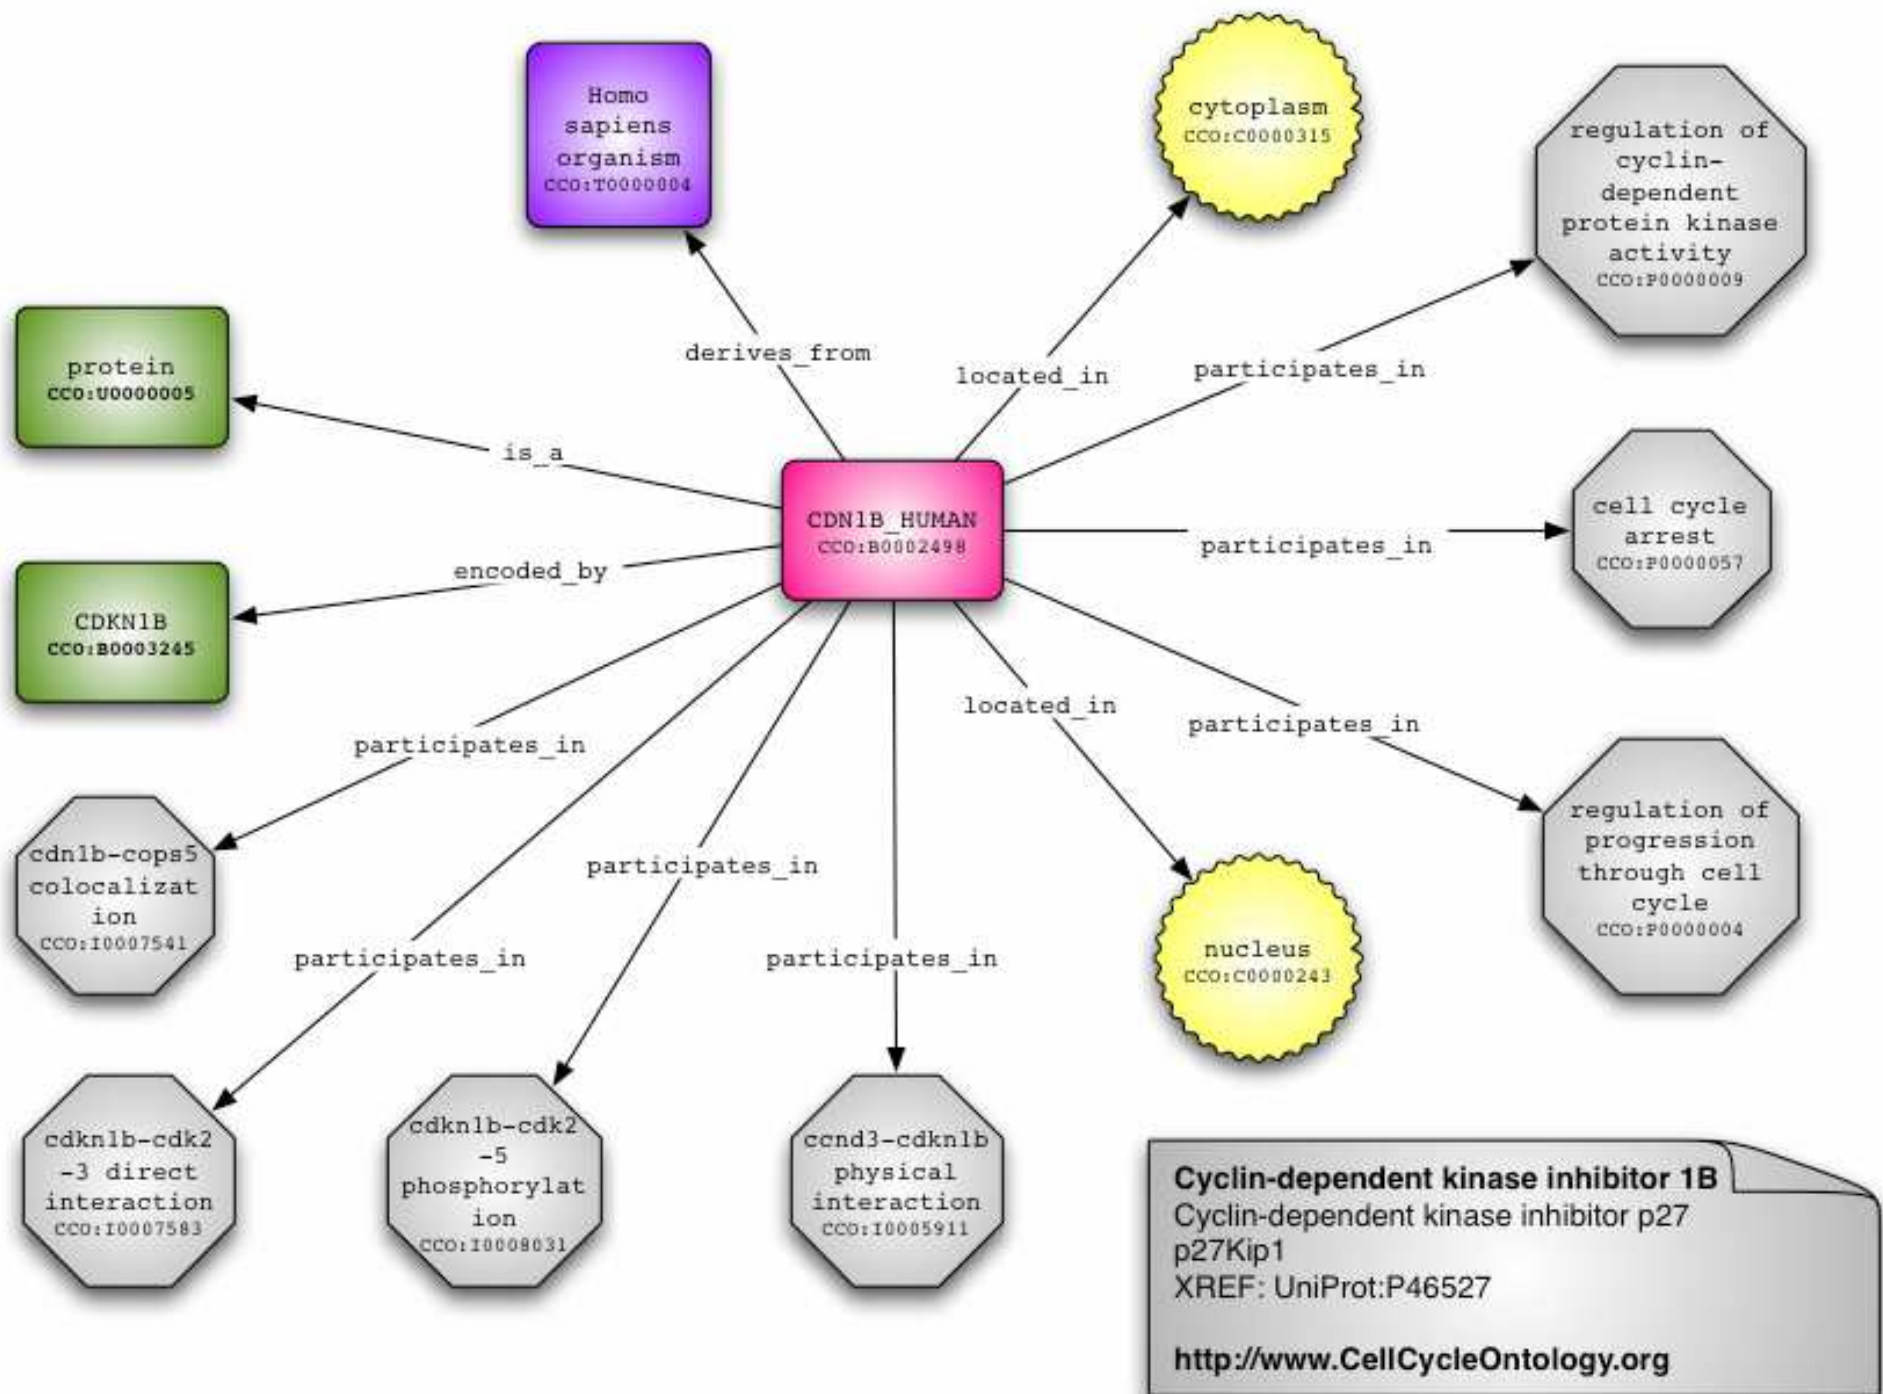 Homo
sapiens
organism
CCO:T0000004
cytoplasm
CCO:C0000315
regulation of
cyclin-
dependent
protein kinase
activity
CCO:P0000009
protein
CCO:U0000005
derives_from
located_in
participates_in
is_a
CDN1B_HUMAN
CCO:B0002498
cell cycle
arrest
CCO:P0000057
participates_in
encoded_by
CDKN1B
CCO:B0003245
located_in
participates_in
participates_in
regulation of
progression
through cell
cycle
CCO:P0000004
cdn1b-cops5
colocalizat
ion
CCO:I0007541
participates_in
participates_in
participates_in
nucleus
CCO:C0000243
cdkn1b-cdk2
-3 direct
interaction
CCO:I0007583
cdkn1b-cdk2
-5
phosphorylat
ion
CCO:I0008031
ccnd3-cdkn1b
physical
interaction
CCO:I0005911
Cyclin-dependent kinase inhibitor 1B
Cyclin-dependent kinase inhibitor p27
p27Kip1
XREF: UniProt:P46527
http://www.CellCycleOntology.org